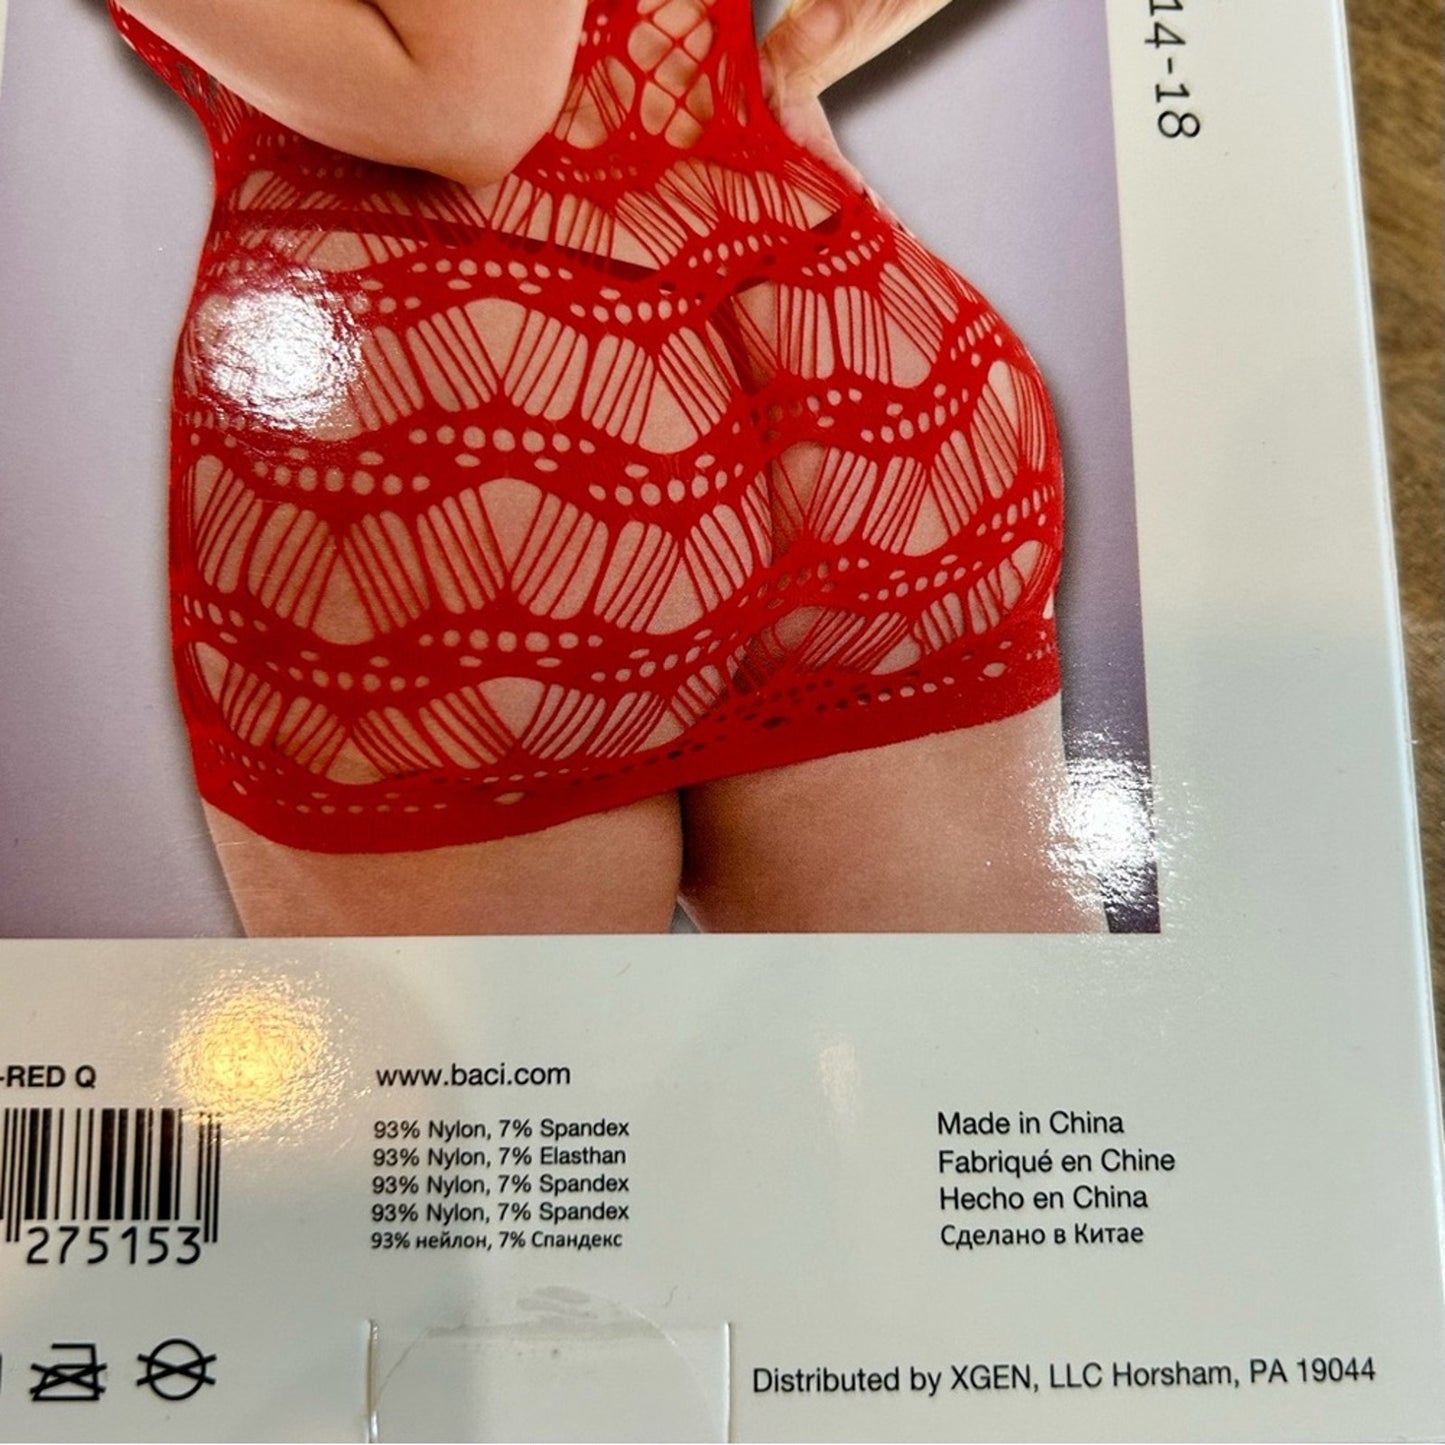 14-18
-RED Q
275153
www.baci.com
93% Nylon, 7% Spandex
93% Nylon, 7% Elasthan
93% Nylon, 7% Spandex
93% Nylon, 7% Spandex
93% нейлон, 7% Спандекс
Made in China
Fabriqué en Chine
Hecho en China
Сделано в Китае
Distributed by XGEN, LLC Horsham, PA 19044